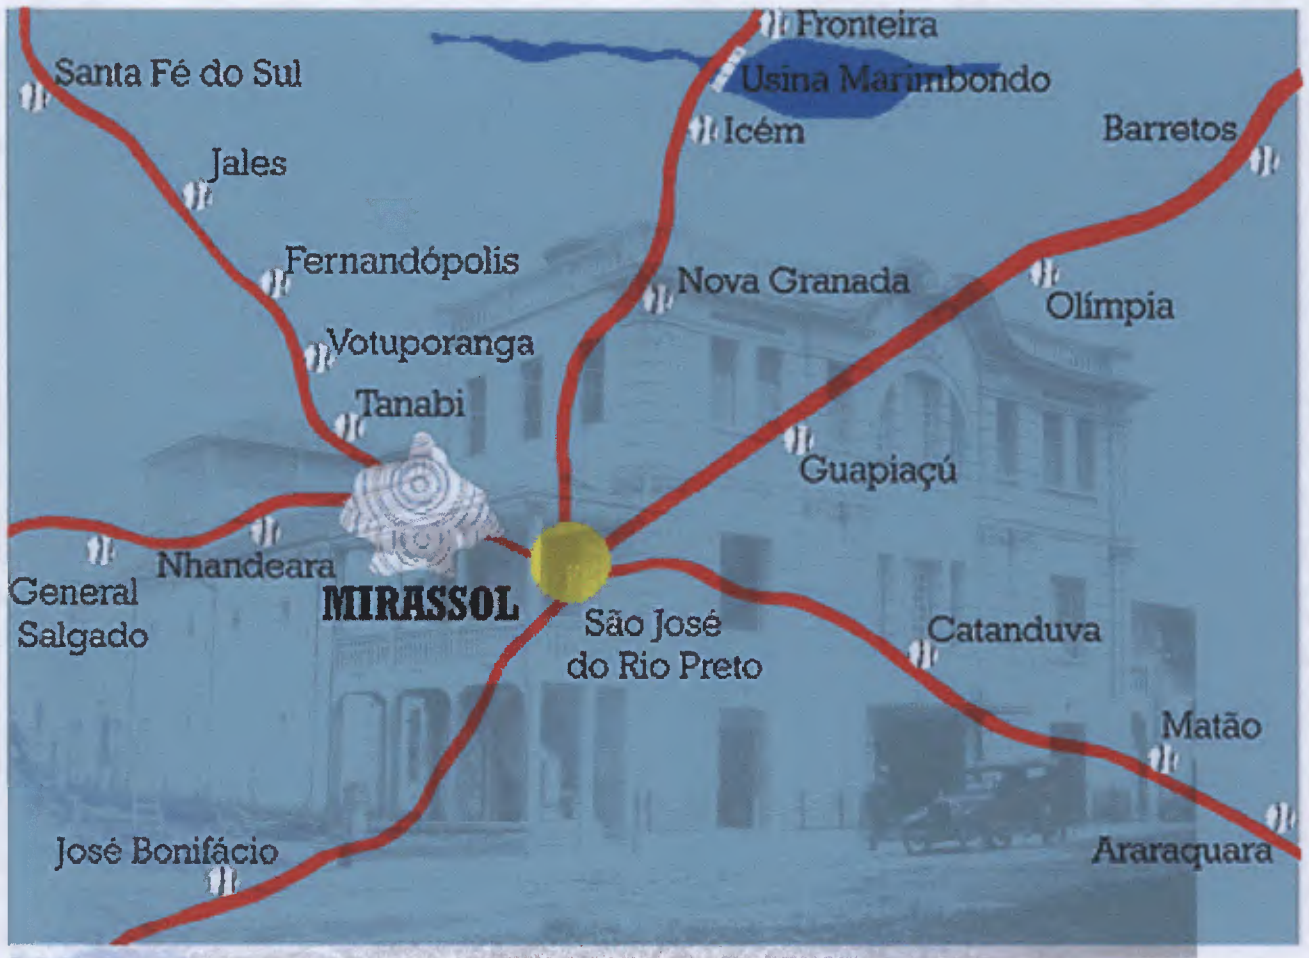 Fronteira
Santa Fé do Sul
Usina Marimbondo
Icém
Barretos
Jales
Fernandópolis
Nova Granada
Olímpia
Votuporanga
Tanabi
Guapiaçú
Nhandeara
General
Salgado
MIRASSOL
São José
do Rio Preto
Catanduva
Matão
José Bonifácio
Araraquara